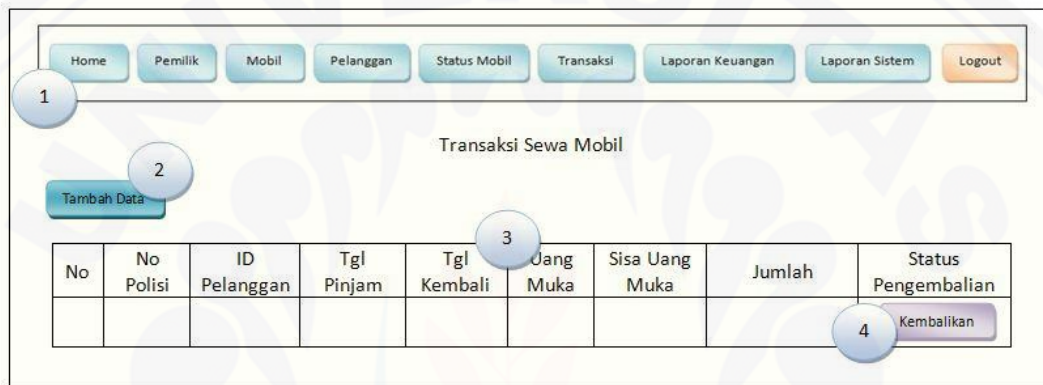 Home Pemilik Mobil Pelanggan Status Mobil Transaksi Laporan Keuangan Laporan Sistem Logout
1
Transaksi Sewa Mobil
2
Tambah Data
3
No No Polisi ID Pelanggan Tgl Pinjam Tgl Kembali Uang Muka Sisa Uang Muka Jumlah Status Pengembalian
4 Kembalikan